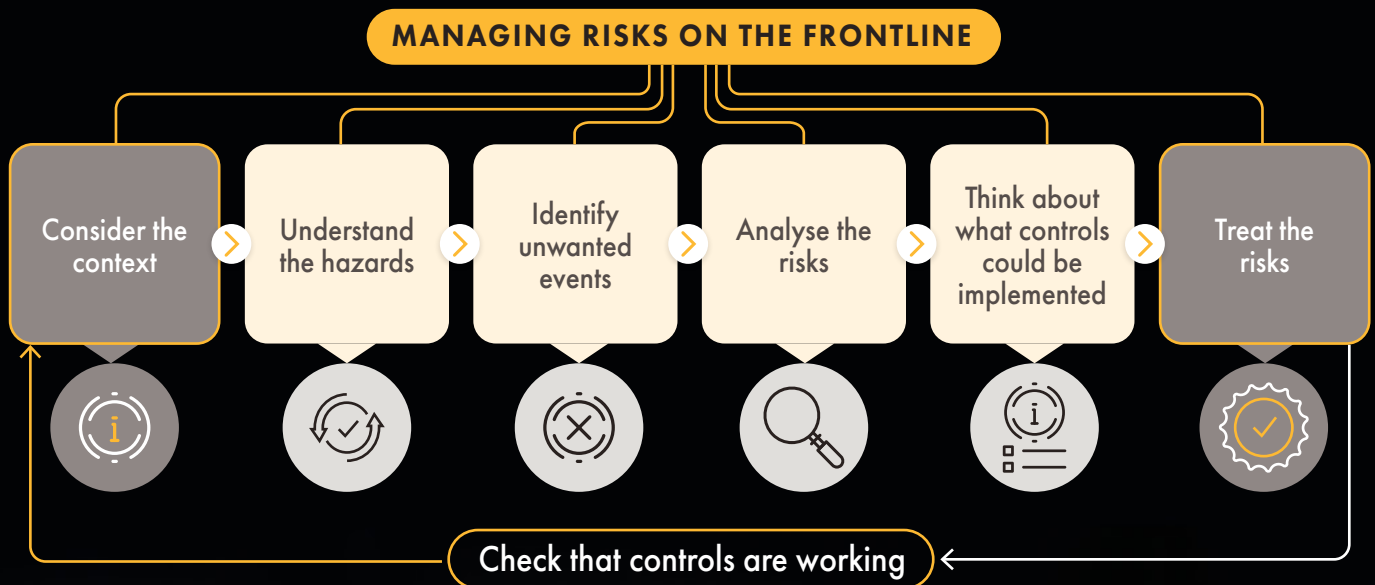 MANAGING RISKS ON THE FRONTLINE
Consider the
context
Understand
the hazards
Identify
unwanted
events
Analyse the
risks
Think about
what controls
could be
implemented
Treat the
risks
i
i
Check that controls are working